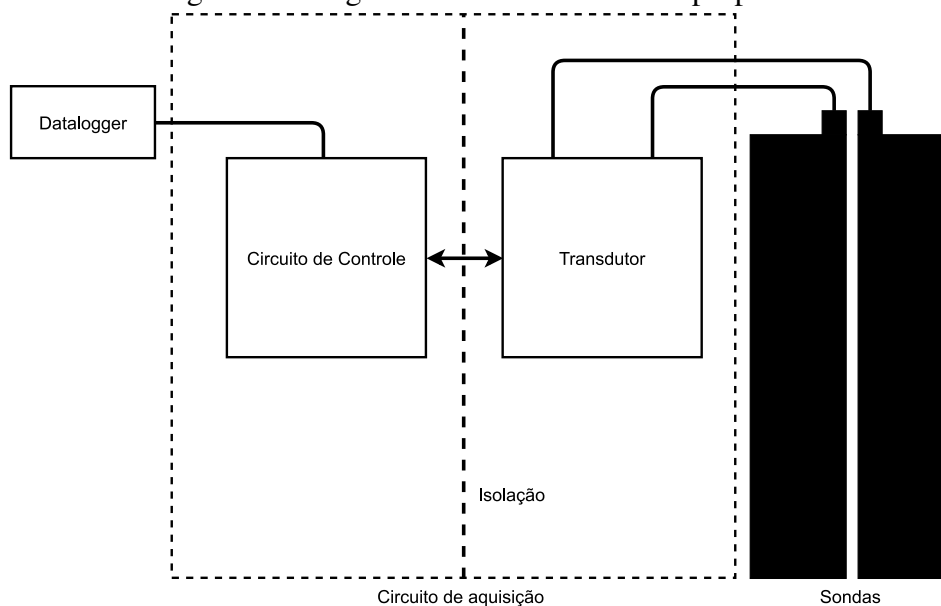 Datalogger
Circuito de Controle
Transdutor
Isolação
Circuito de aquisição
Sondas